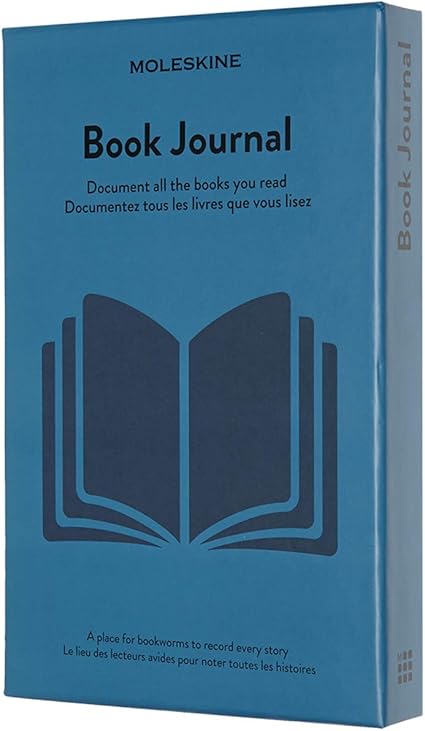 MOLESKINE
Book Journal
Document all the books you read
Documentez tous les livres que vous lisez
A place for bookworms to record every story
Le lieu des lecteurs avides pour noter toutes les histoires
Book Journal
M